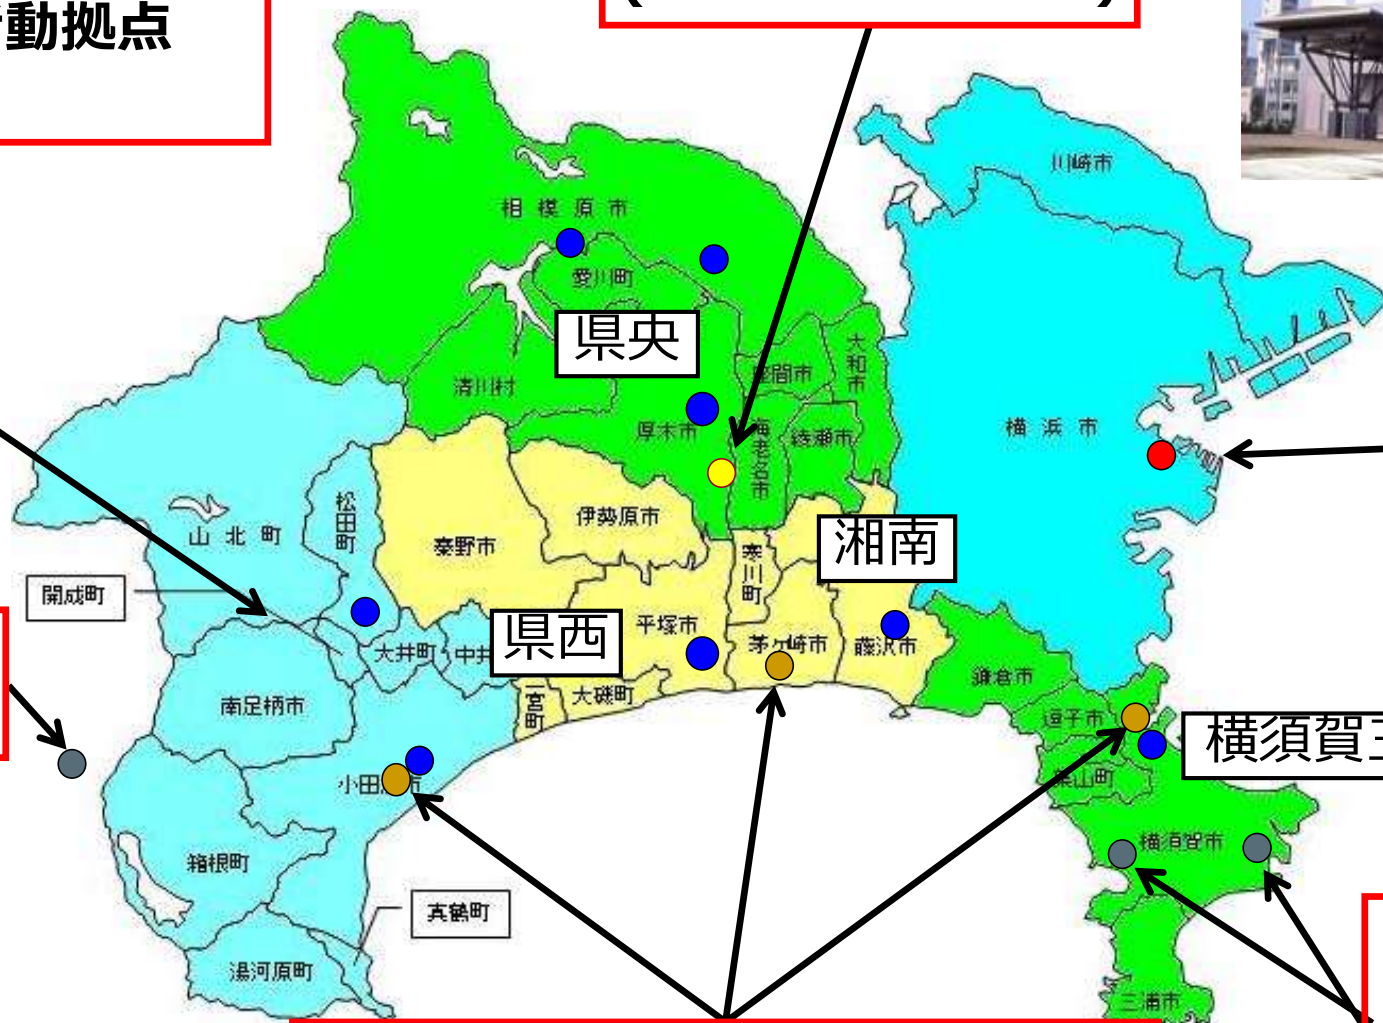 動拠点
川崎市
相模原市
愛川町
県央
座間市
大和市
清川村
厚木市
海老名市
綾瀬市
横浜市
松田町
山北町
伊勢原市
秦野市
湘南
寒川町
開成町
県西
平塚市
茅ヶ崎市
藤沢市
大井町
中井
鎌倉市
南足柄市
二宮町
大磯町
逗子市
横須賀三
葉山町
小田原市
横須賀市
箱根町
真鶴町
湯河原町
三浦市